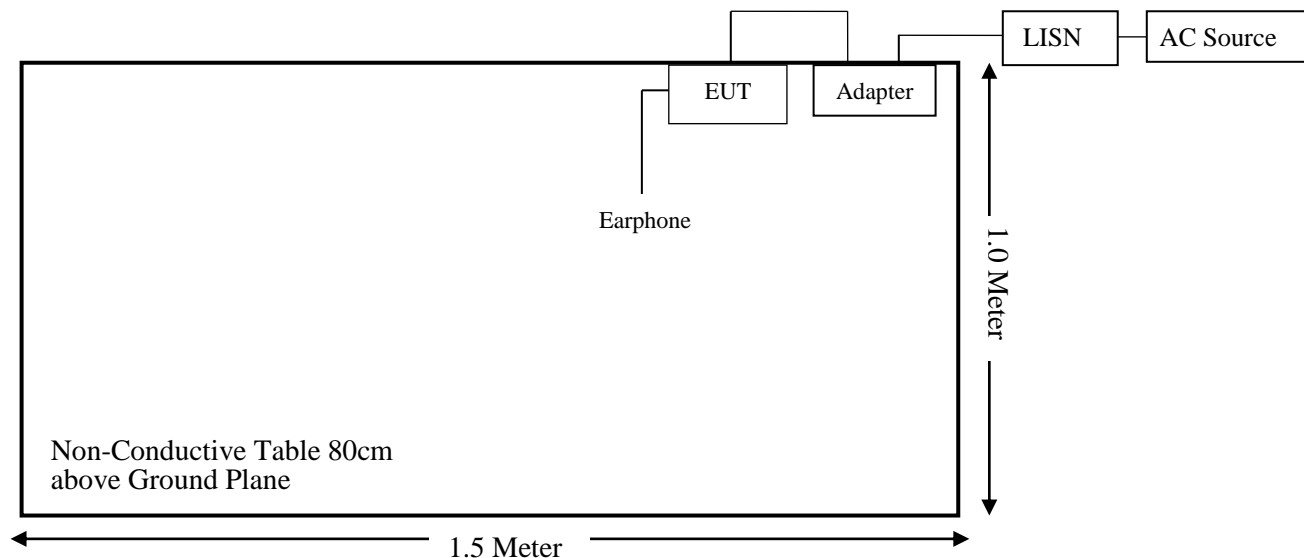 LISN
AC Source
EUT
Adapter
Earphone
1.0 Meter
Non-Conductive Table 80cm
above Ground Plane
1.5 Meter